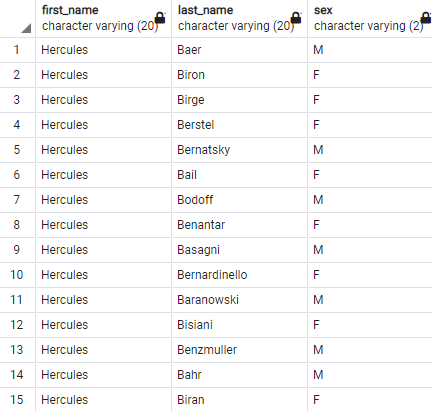 first_name last_name sex
character varying (20) character varying (20) character varying (2)
1 Hercules Baer M
2 Hercules Biron F
3 Hercules Birge F
4 Hercules Berstel F
5 Hercules Bernatsky M
6 Hercules Bail F
7 Hercules Bodoff M
8 Hercules Benantar F
9 Hercules Basagni M
10 Hercules Bernardinello F
11 Hercules Baranowski M
12 Hercules Bisiani F
13 Hercules Benzmuller M
14 Hercules Bahr M
15 Hercules Biran F